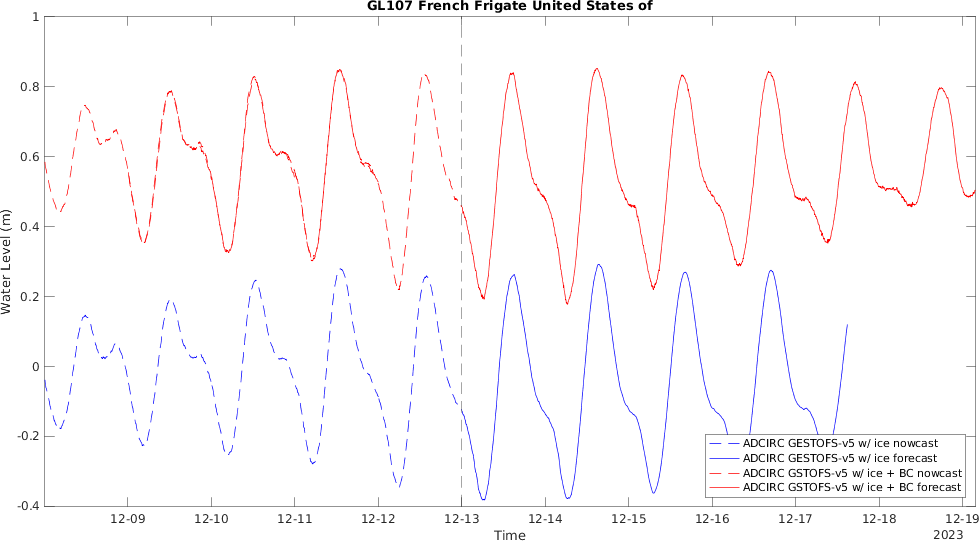 GL107 French Frigate United States of
1
0.8
0.6
0.4
0.2
0
-0.2
-0.4
Water Level (m)
ADCIRC GESTOFS-v5 w/ ice nowcast
ADCIRC GESTOFS-v5 w/ ice forecast
ADCIRC GSTOFS-v5 w/ ice + BC nowcast
ADCIRC GSTOFS-v5 w/ ice + BC forecast
12-09 12-10 12-11 12-12 12-13 12-14 12-15 12-16 12-17 12-18 12-19
Time
2023